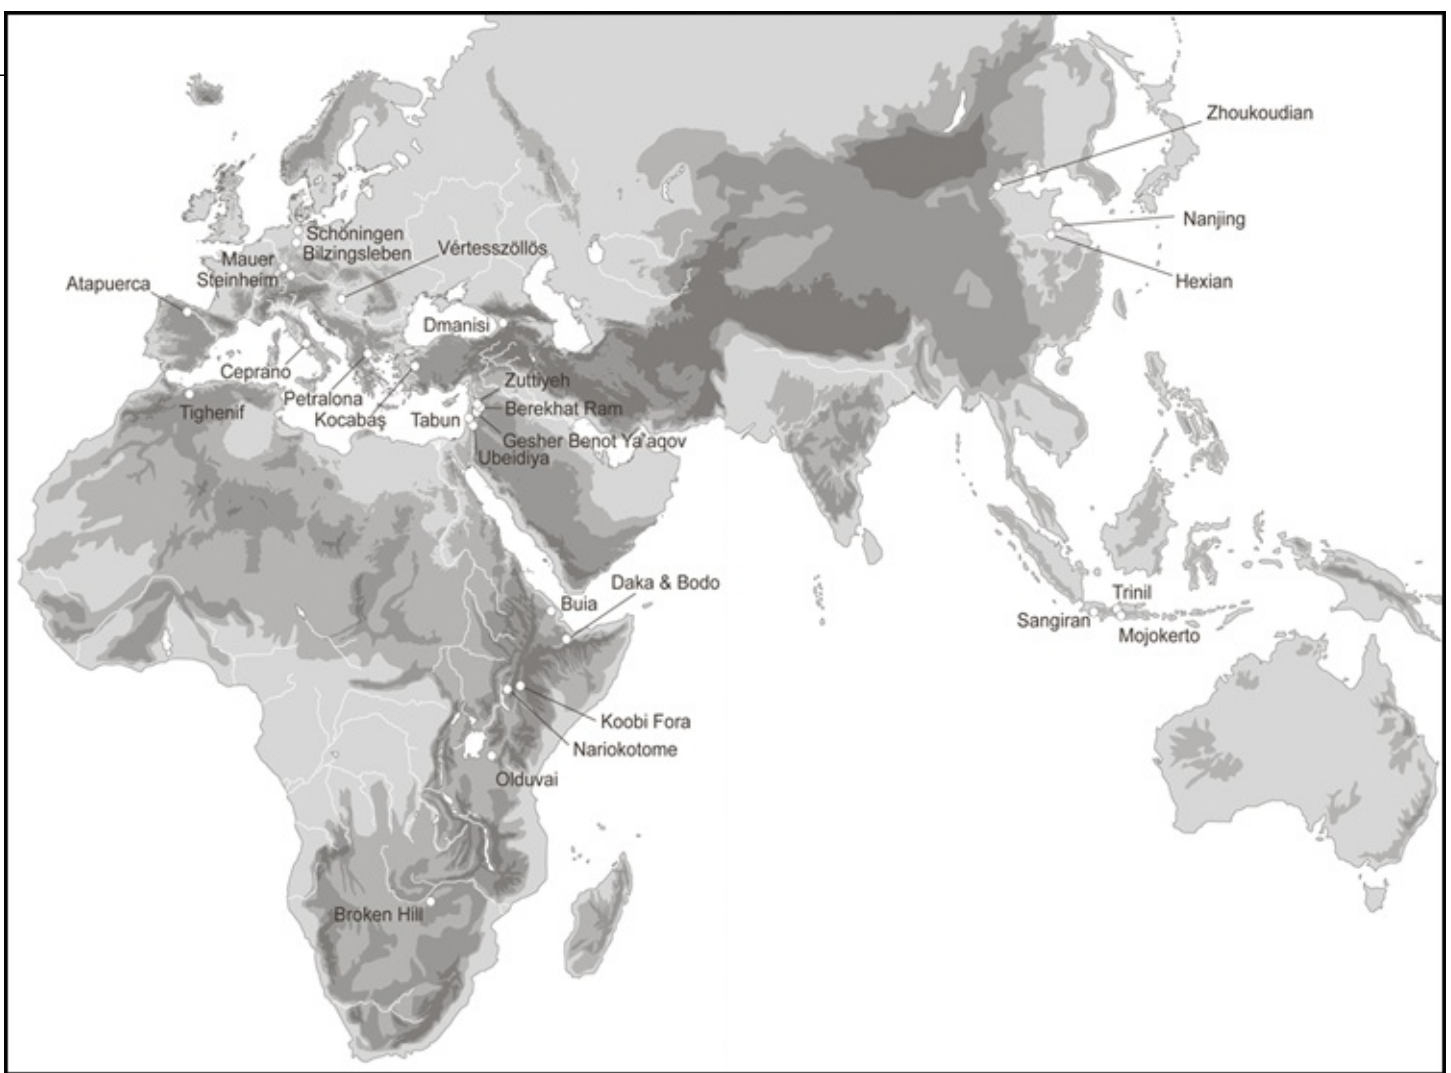 Zhoukoudian
Nanjing
Schöningen
Bilzingsleben
Vértesszöllös
Mauer
Steinheim
Hexian
Atapuerca
Dmanisi
Ceprano
Zuttiyeh
Petralona
Berekhat Ram
Tighenif
Kocabaş
Tabun
Gesher Benot Ya'aqov
Ubeidiya
Daka & Bodo
Trinil
Buia
Sangiran
Mojokerto
Koobi Fora
Nariokotome
Olduvai
Broken Hill